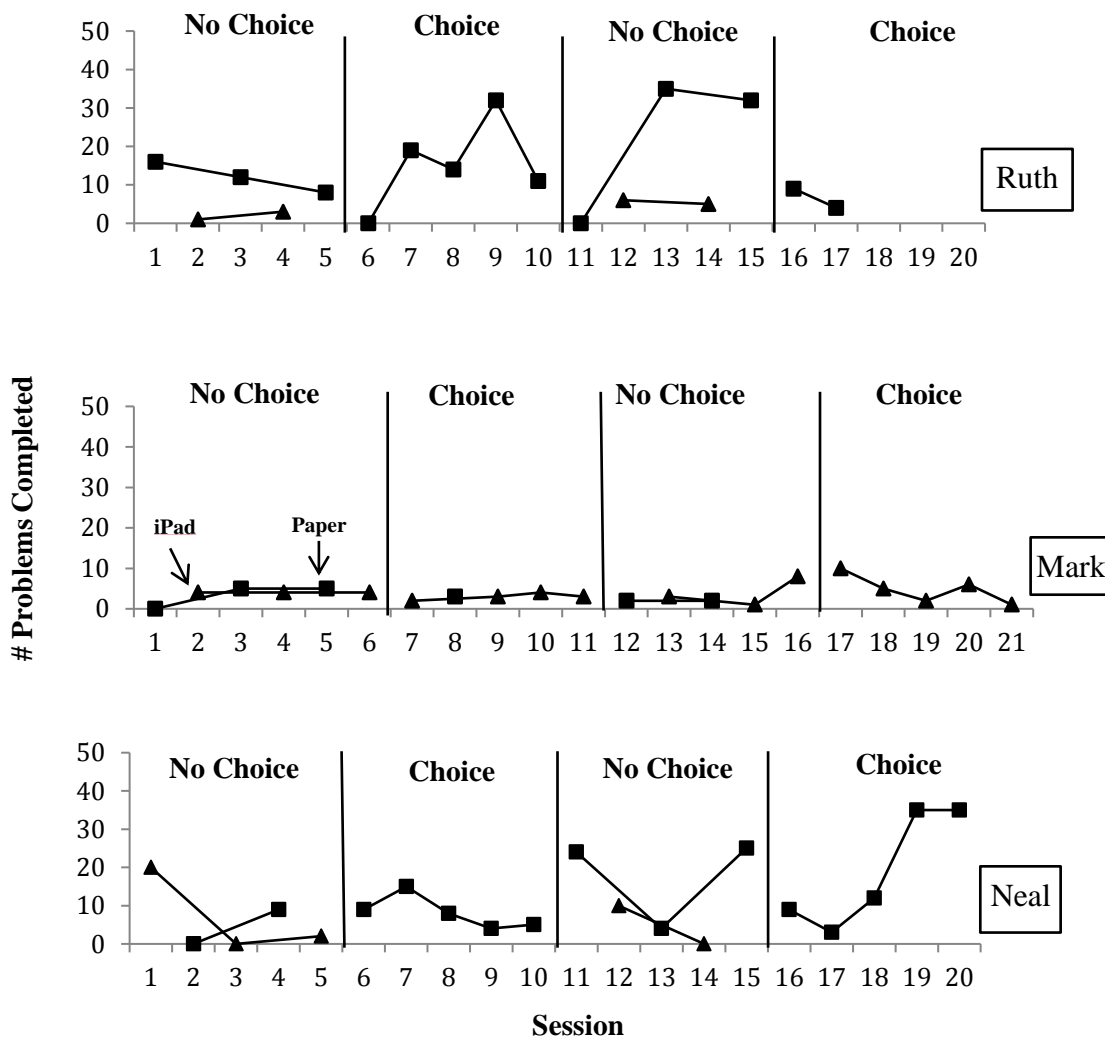 No Choice Choice No Choice Choice
50
40
30
20
10
0
Ruth
1 2 3 4 5 6 7 8 9 10 11 12 13 14 15 16 17 18 19 20
# Problems Completed
No Choice Choice No Choice Choice
50
40
30
20
10
0
iPad
Paper
Mark
1 2 3 4 5 6 7 8 9 10 11 12 13 14 15 16 17 18 19 20 21
No Choice Choice No Choice Choice
50
40
30
20
10
0
Neal
1 2 3 4 5 6 7 8 9 10 11 12 13 14 15 16 17 18 19 20
Session